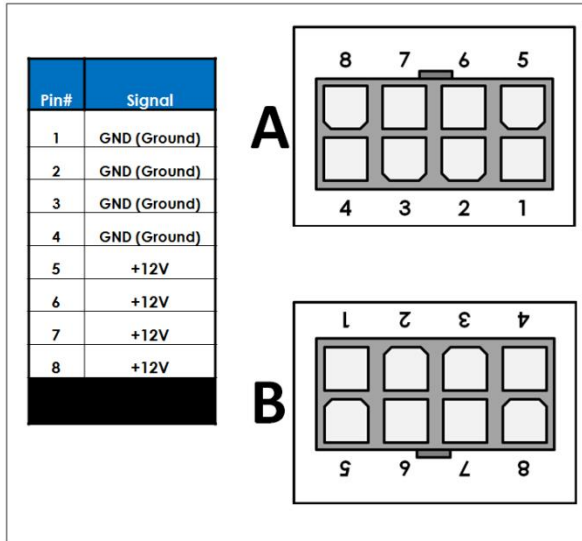 Pin# Signal
1 GND (Ground)
2 GND (Ground)
3 GND (Ground)
4 GND (Ground)
5 +12V
6 +12V
7 +12V
8 +12V
A
8 7 6 5
4 3 2 1
B
1 2 3 4
5 6 7 8